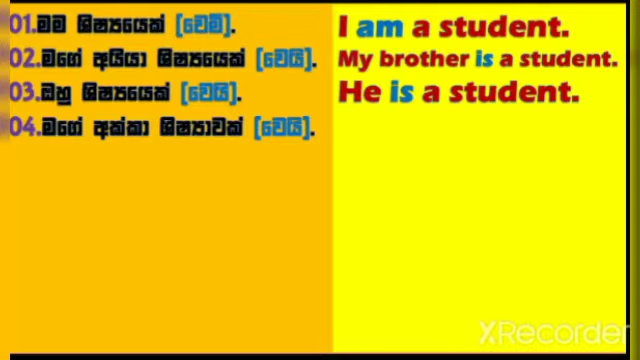 01.මම ශිෂ්‍යයෙක් [වෙමි].
I am a student.
02.මගේ අයියා ශිෂ්‍යයෙක් [වෙයි].
My brother is a student.
03.ඔහු ශිෂ්‍යයෙක් [වෙයි].
He is a student.
04.මගේ අක්කා ශිෂ්‍යාවක් [වෙයි].
XRecorder